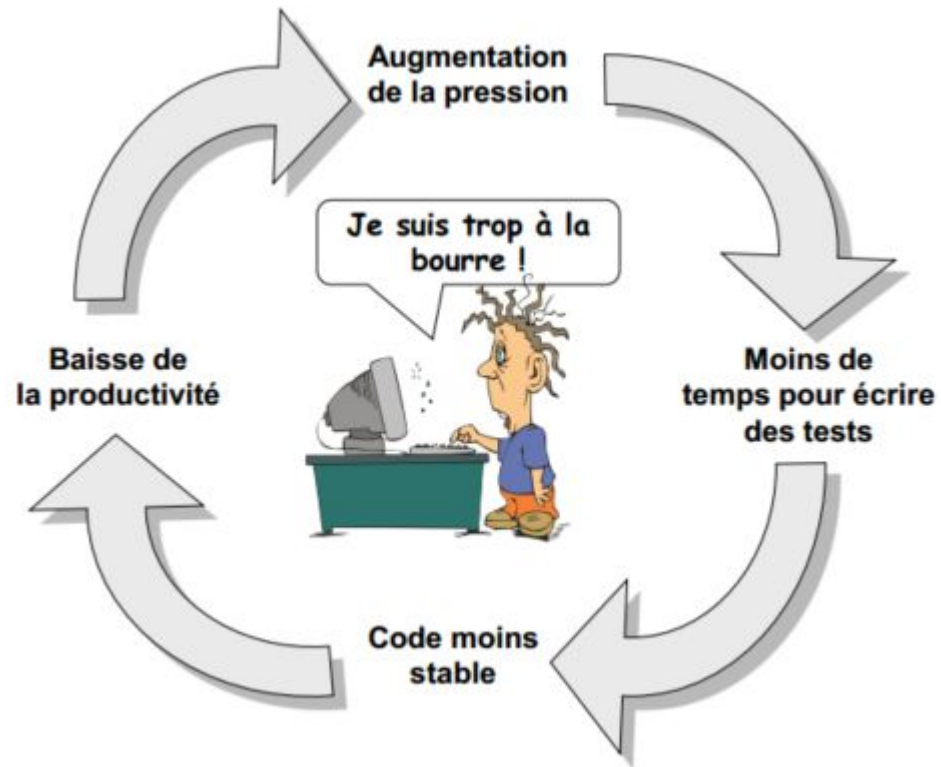 Augmentation
de la pression
Je suis trop à la
bourre !
Baisse de
la productivité
Moins de
temps pour écrire
des tests
Code moins
stable